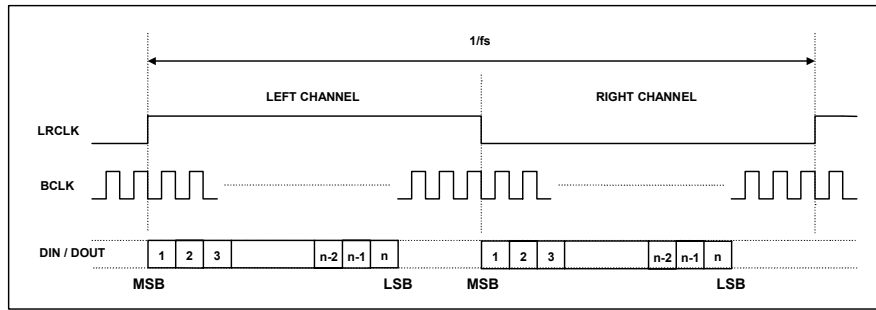 1/fs
LEFT CHANNEL RIGHT CHANNEL
LRCLK
BCLK
DIN / DOUT 1 2 3 n-2 n-1 n 1 2 3 n-2 n-1 n
MSB LSB MSB LSB